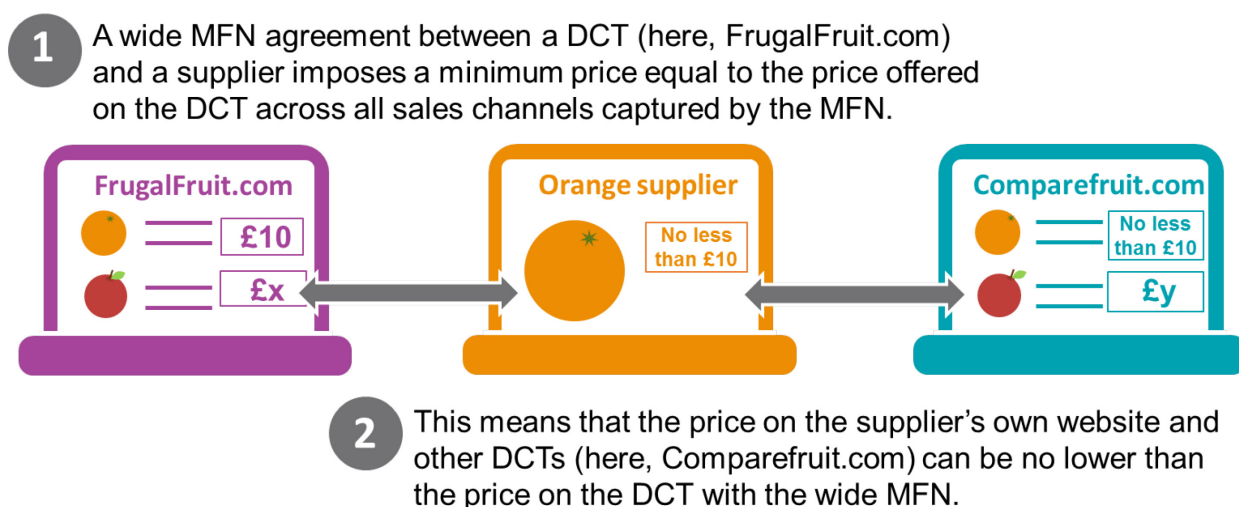 1
A wide MFN agreement between a DCT (here, FrugalFruit.com)
and a supplier imposes a minimum price equal to the price offered
on the DCT across all sales channels captured by the MFN.
FrugalFruit.com
£10
£x
Orange supplier
No less
than £10
Comparefruit.com
No less
than £10
£y
2
This means that the price on the supplier’s own website and
other DCTs (here, Comparefruit.com) can be no lower than
the price on the DCT with the wide MFN.